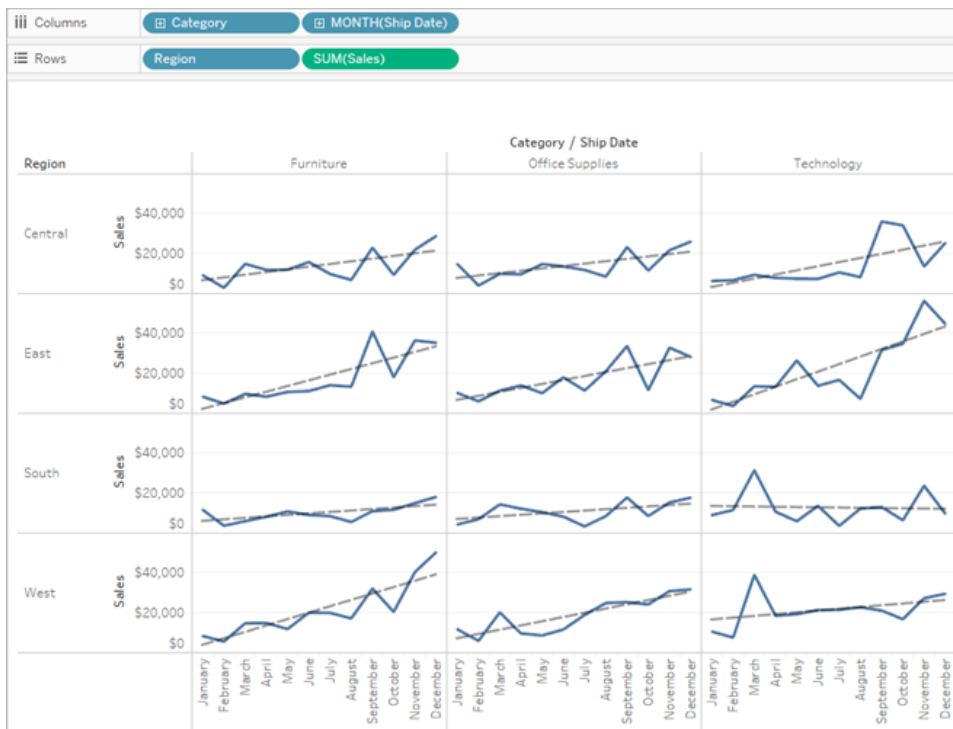 Columns Category MONTH(Ship Date)
Rows Region SUM(Sales)
Category / Ship Date
Region Furniture Office Supplies Technology
Central Sales $40,000
$20,000
$0
East Sales $40,000
$20,000
$0
South Sales $40,000
$20,000
$0
West Sales $40,000
$20,000
$0
January February March April May June July August September October November December January February March April May June July August September October November December January February March April May June July August September October November December